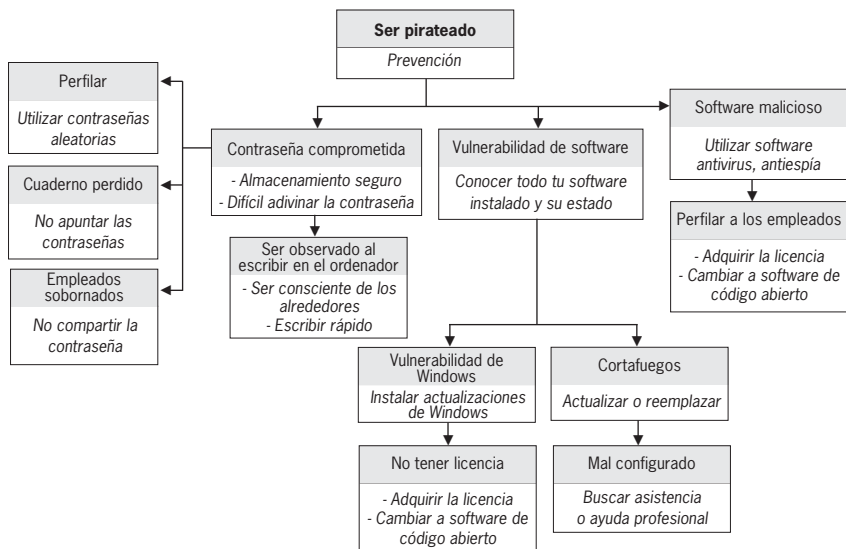 Ser pirateado
Prevención
Perfilar
Utilizar contraseñas
aleatorias
Cuaderno perdido
No apuntar las
contraseñas
Empleados
sobornados
No compartir la
contraseña
Contraseña comprometida
- Almacenamiento seguro
- Difícil adivinar la contraseña
Ser observado al
escribir en el ordenador
- Ser consciente de los
alrededores
- Escribir rápido
Vulnerabilidad de software
Conocer todo tu software
instalado y su estado
Software malicioso
Utilizar software
antivirus, antiespía
Perfilar a los empleados
- Adquirir la licencia
- Cambiar a software de
código abierto
Vulnerabilidad de
Windows
Instalar actualizaciones
de Windows
Cortafuegos
Actualizar o reemplazar
No tener licencia
- Adquirir la licencia
- Cambiar a software de
código abierto
Mal configurado
Buscar asistencia
o ayuda profesional